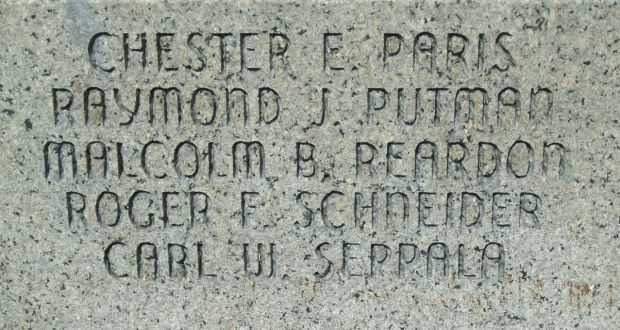 CHESTER E. PARIS
RAYMOND J. PUTMAN
MALCOLM B. REARDON
ROGER F. SCHNEIDER
CARL W. SEPPALA